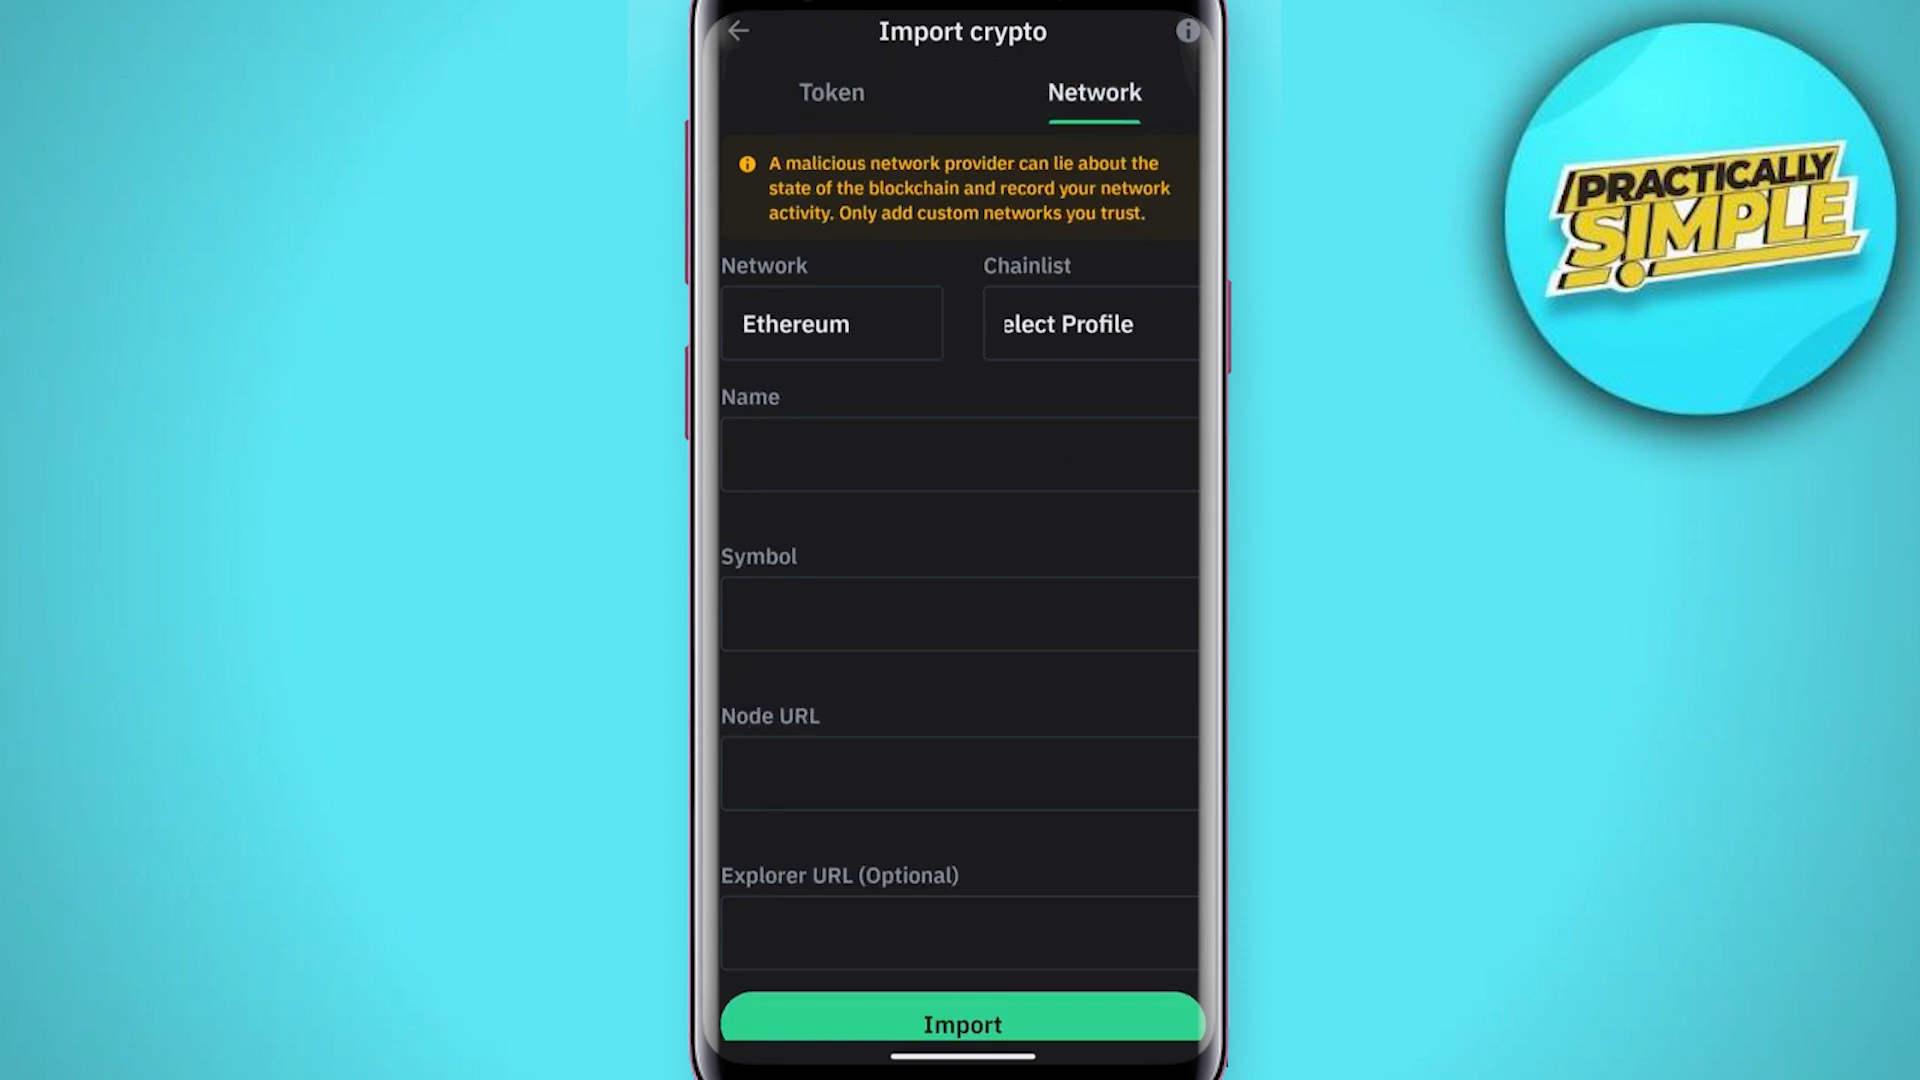 Import crypto
Token
Network
A malicious network provider can lie about the
state of the blockchain and record your network
activity. Only add custom networks you trust.
Network
Chainlist
Ethereum
elect Profile
Name
Symbol
Node URL
Explorer URL (Optional)
Import
PRACTICALLY
SIMPLE